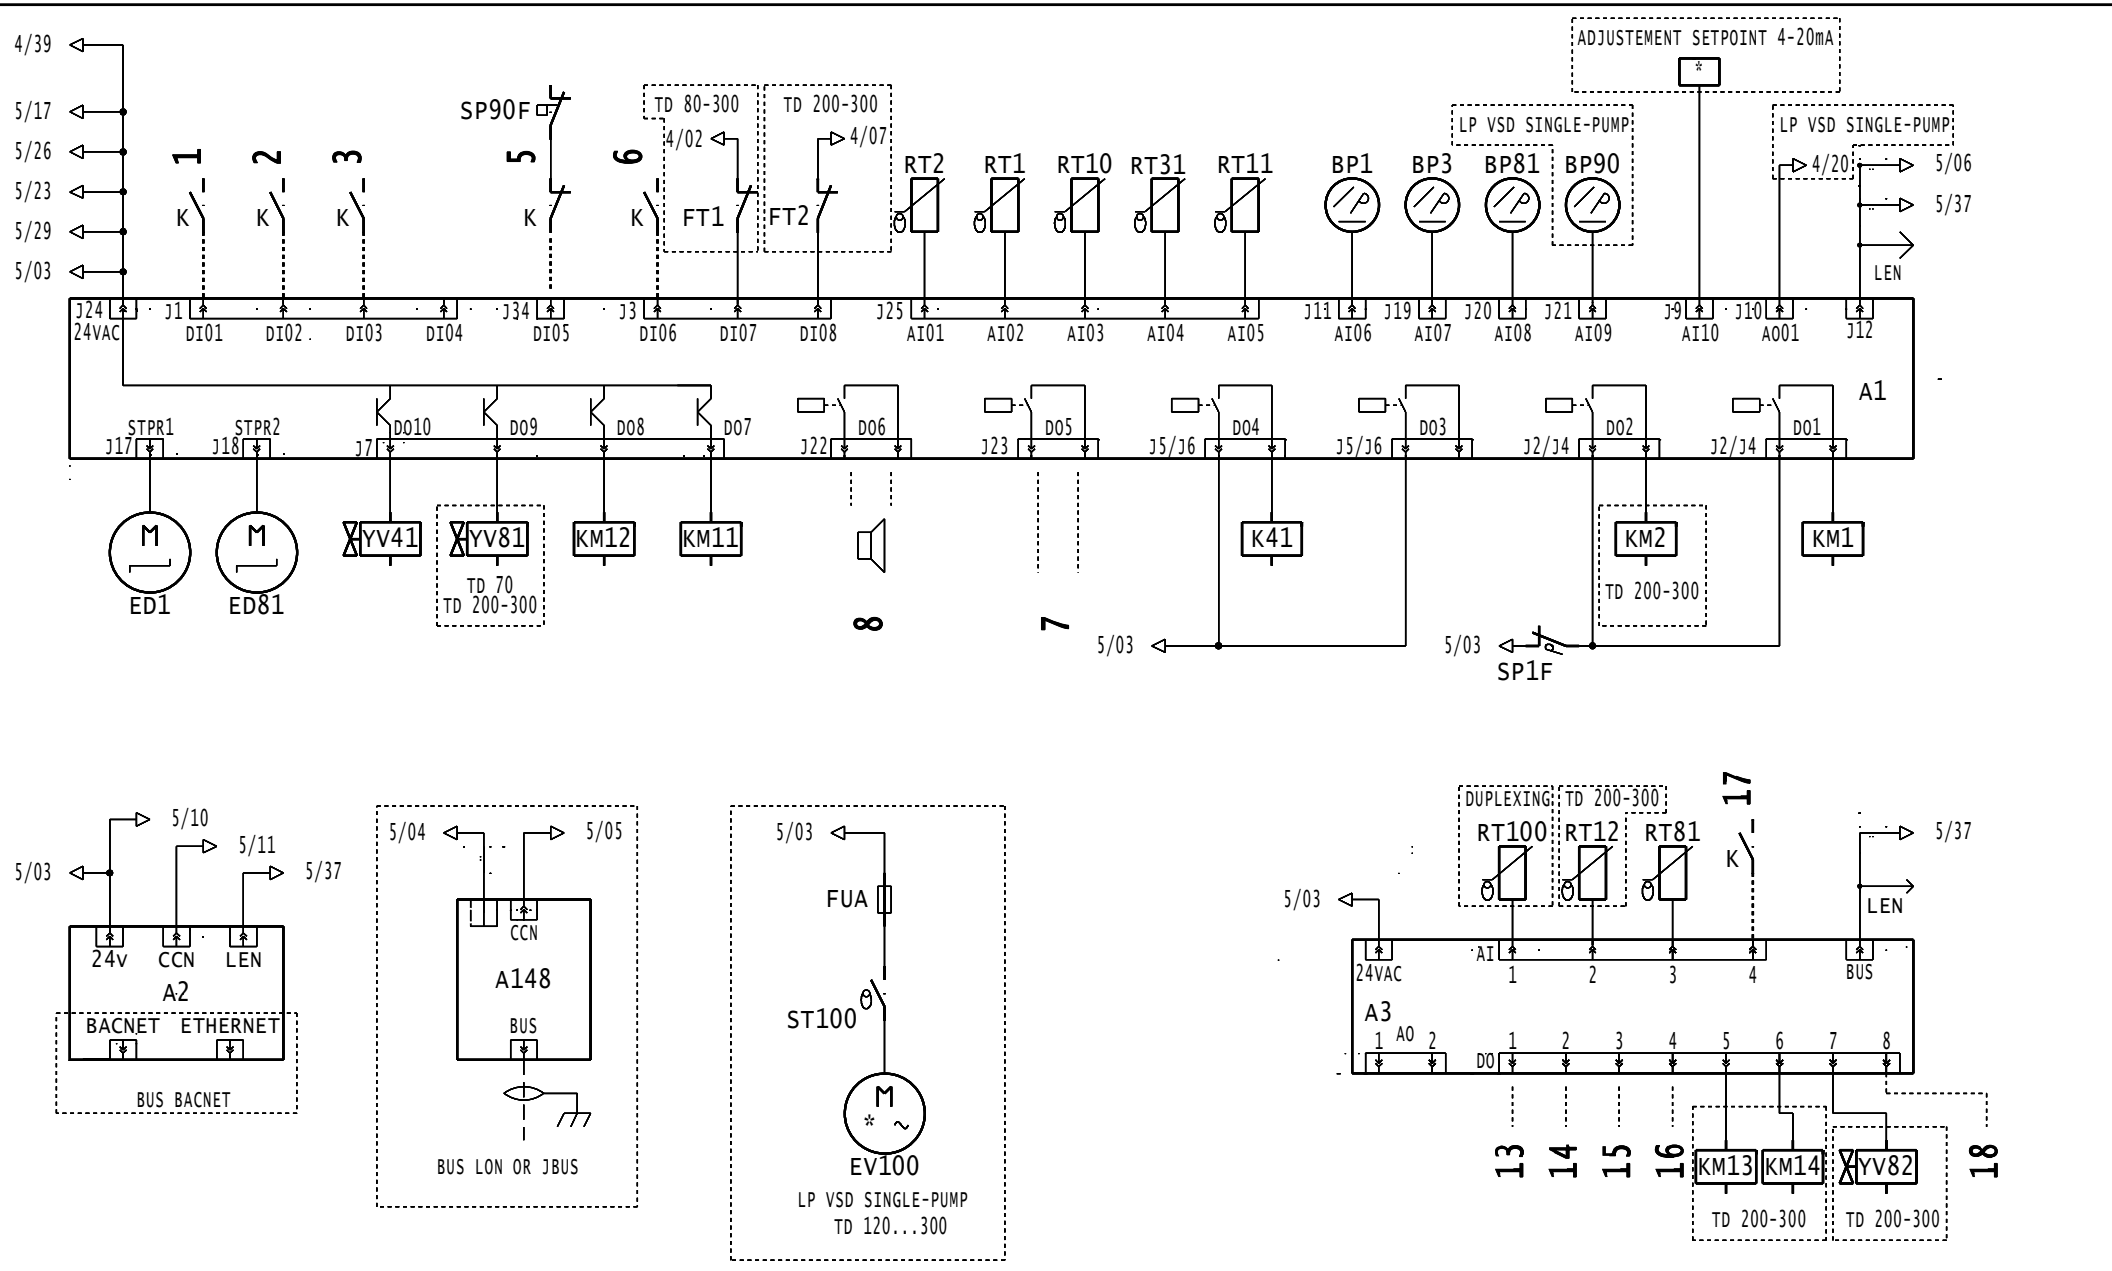 4/39
ADJUSTEMENT SETPOINT 4-20mA
*
5/17
SP90F
TD 80-300
TD 200-300
LP VSD SINGLE-PUMP
LP VSD SINGLE-PUMP
4/02
4/07
5/26
1
2
3
5
6
RT2
RT1
RT10
RT31
RT11
BP1
BP3
BP81
BP90
4/20
5/06
5/23
K
K
K
K
K
FT1
FT2
5/37
5/29
5/03
LEN
J24
J1
J34
J3
J25
J11
J19
J20
J21
J9
J10
J12
24VAC
DI01
DI02
DI03
DI04
DI05
DI06
DI07
DI08
AI01
AI02
AI03
AI04
AI05
AI06
AI07
AI08
AI09
AI10
AO01
A1
STPR1
STPR2
DO10
DO9
DO8
DO7
DO6
DO5
DO4
DO3
DO2
DO1
J17
J18
J7
J22
J23
J5/J6
J5/J6
J2/J4
J2/J4
M
M
YV41
YV81
KM12
KM11
K41
KM2
KM1
ED1
ED81
TD 70
TD 200-300
TD 200-300
8
7
5/03
5/03
SP1F
5/10
5/11
5/03
5/37
24v
CCN
LEN
A2
BACNET
ETHERNET
BUS BACNET
5/04
5/05
CCN
A148
BUS
BUS LON OR JBUS
5/03
FUA
ST100
M
* ~
EV100
LP VSD SINGLE-PUMP
TD 120...300
17
DUPLEXING
TD 200-300
RT100
RT12
RT81
K
5/37
5/03
LEN
24VAC
AI
1
2
3
4
BUS
A3
AO
1
2
DO
1
2
3
4
5
6
7
8
13
14
15
16
KM13
KM14
YV82
18
TD 200-300
TD 200-300